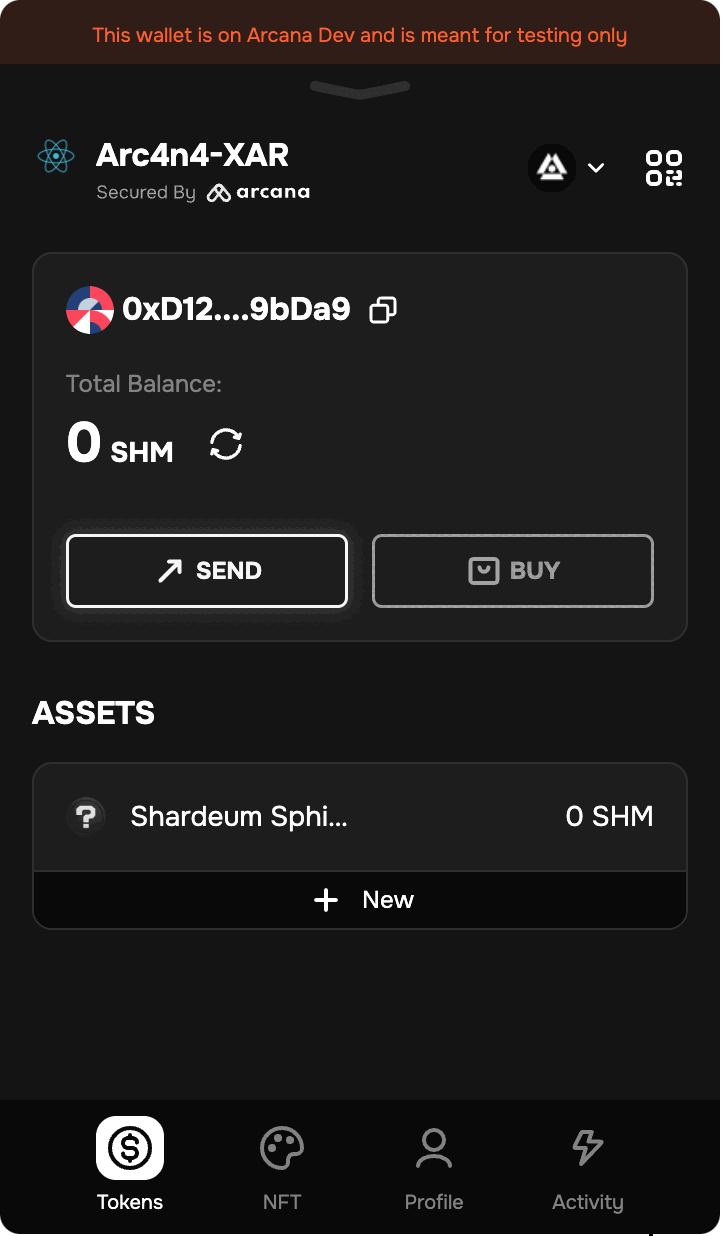 This wallet is on Arcana Dev and is meant for testing only
Arc4n4-XAR
Secured By arcana
0xD12....9bDa9
Total Balance:
0 SHM
SEND
BUY
ASSETS
Shardeum Sphi... 0 SHM
+ New
Tokens NFT Profile Activity